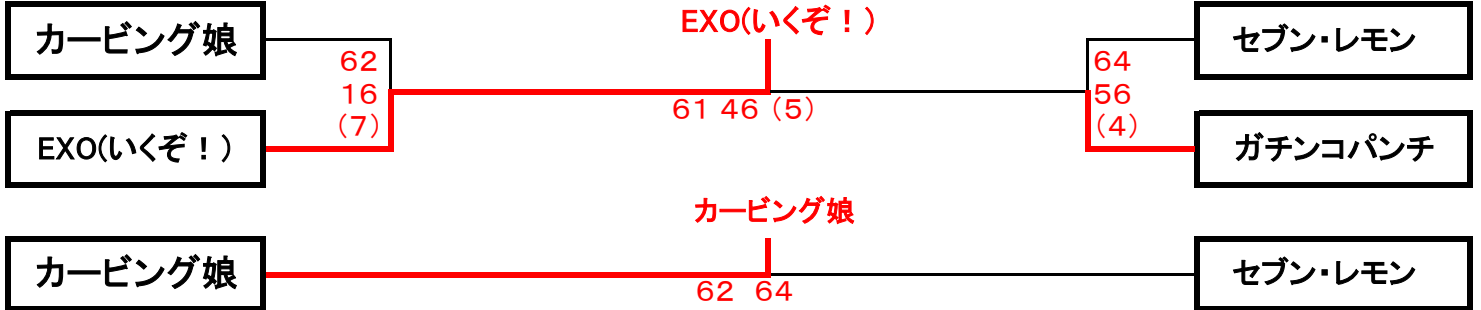 EXO(いくぞ！)
カービング娘
セブン・レモン
62
16
(7)
64
56
(4)
61 46 (5)
EXO(いくぞ！)
ガチンコパンチ
カービング娘
カービング娘
セブン・レモン
62 64